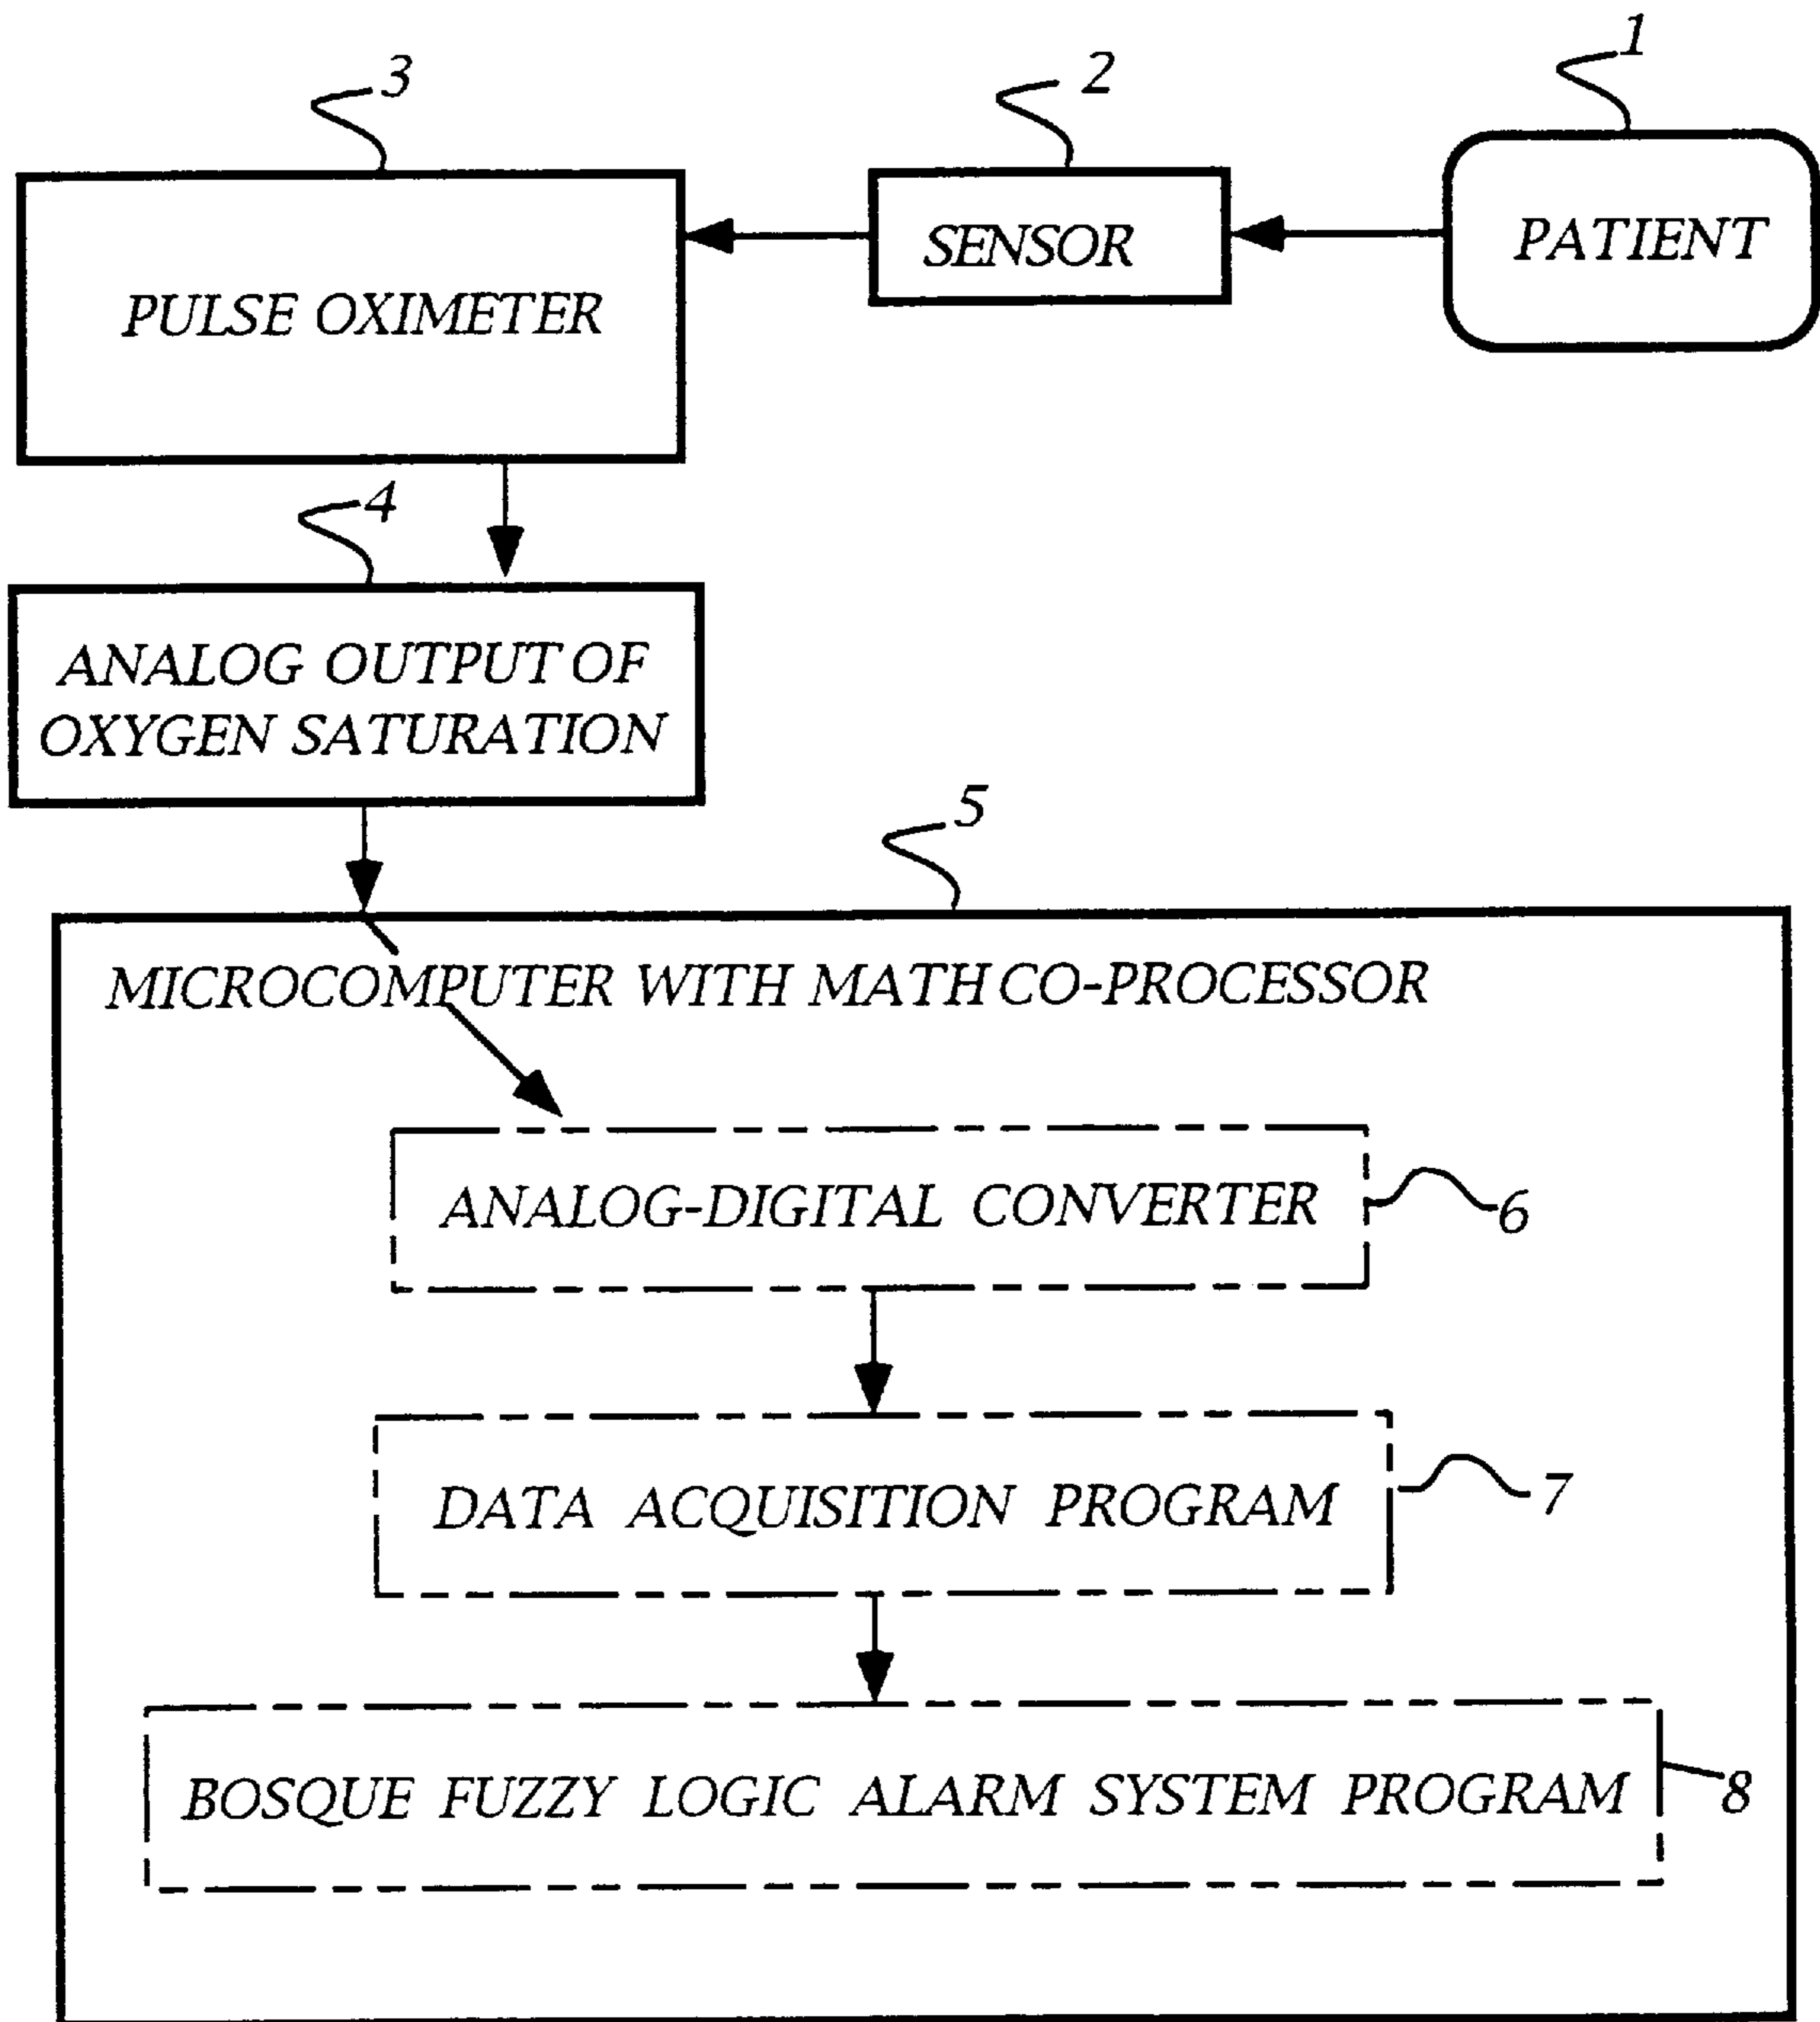 3
2
1
PULSE OXIMETER
SENSOR
PATIENT
4
ANALOG OUTPUT OF
OXYGEN SATURATION
5
MICROCOMPUTER WITH MATH CO-PROCESSOR
ANALOG-DIGITAL CONVERTER
6
DATA ACQUISITION PROGRAM
7
BOSQUE FUZZY LOGIC ALARM SYSTEM PROGRAM
8